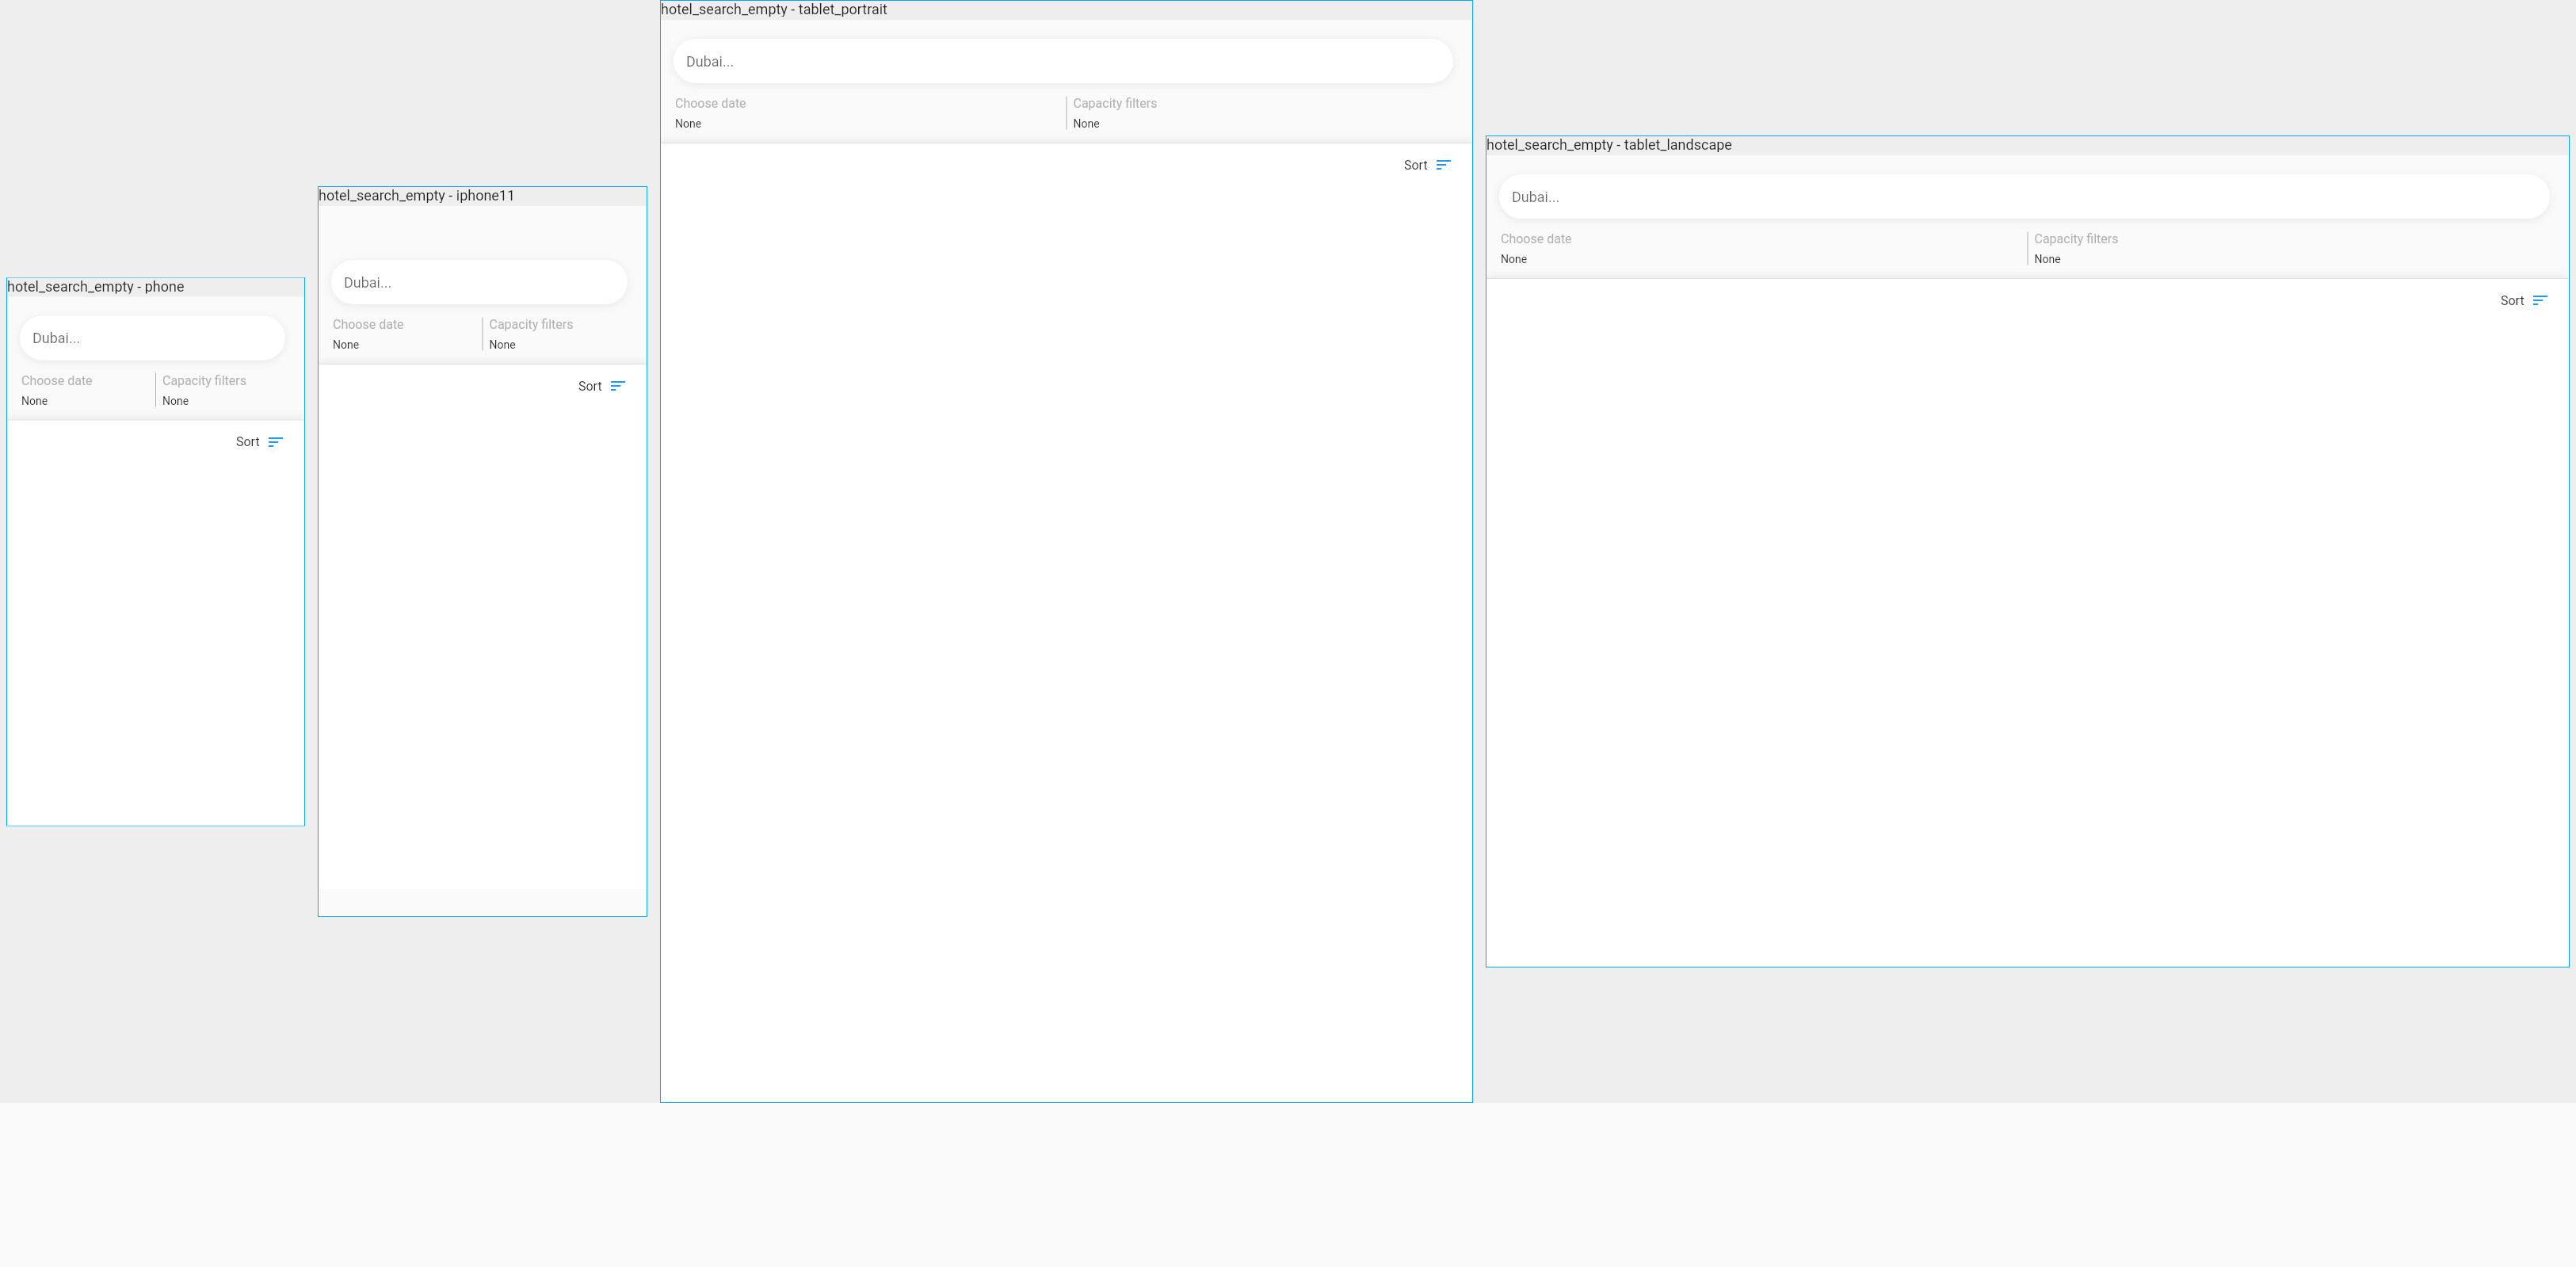 hotel_search_empty - phone
Dubai...
Choose date
Capacity filters
None
None
Sort
hotel_search_empty - iphone11
Dubai...
Choose date
Capacity filters
None
None
Sort
hotel_search_empty - tablet_portrait
Dubai...
Choose date
Capacity filters
None
None
Sort
hotel_search_empty - tablet_landscape
Dubai...
Choose date
Capacity filters
None
None
Sort